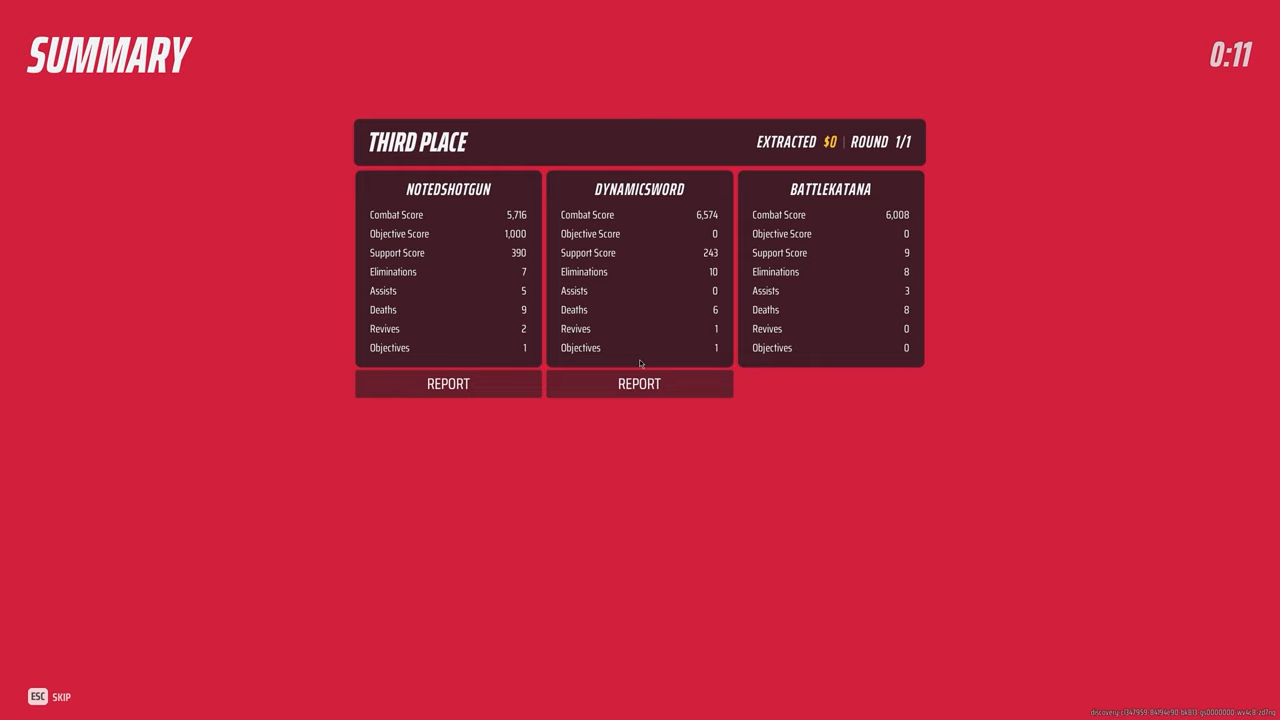 SUMMARY
0:11
THIRD PLACE
EXTRACTED $0 | ROUND 1/1
NOTEDSHOTGUN
Combat Score 5,716
Objective Score 1,000
Support Score 390
Eliminations 7
Assists 5
Deaths 9
Revives 2
Objectives 1
REPORT
DYNAMICSWORD
Combat Score 6,574
Objective Score 0
Support Score 243
Eliminations 10
Assists 0
Deaths 6
Revives 1
Objectives 1
REPORT
BATTLEKATANA
Combat Score 6,008
Objective Score 0
Support Score 9
Eliminations 8
Assists 3
Deaths 8
Revives 0
Objectives 0
ESC SKIP